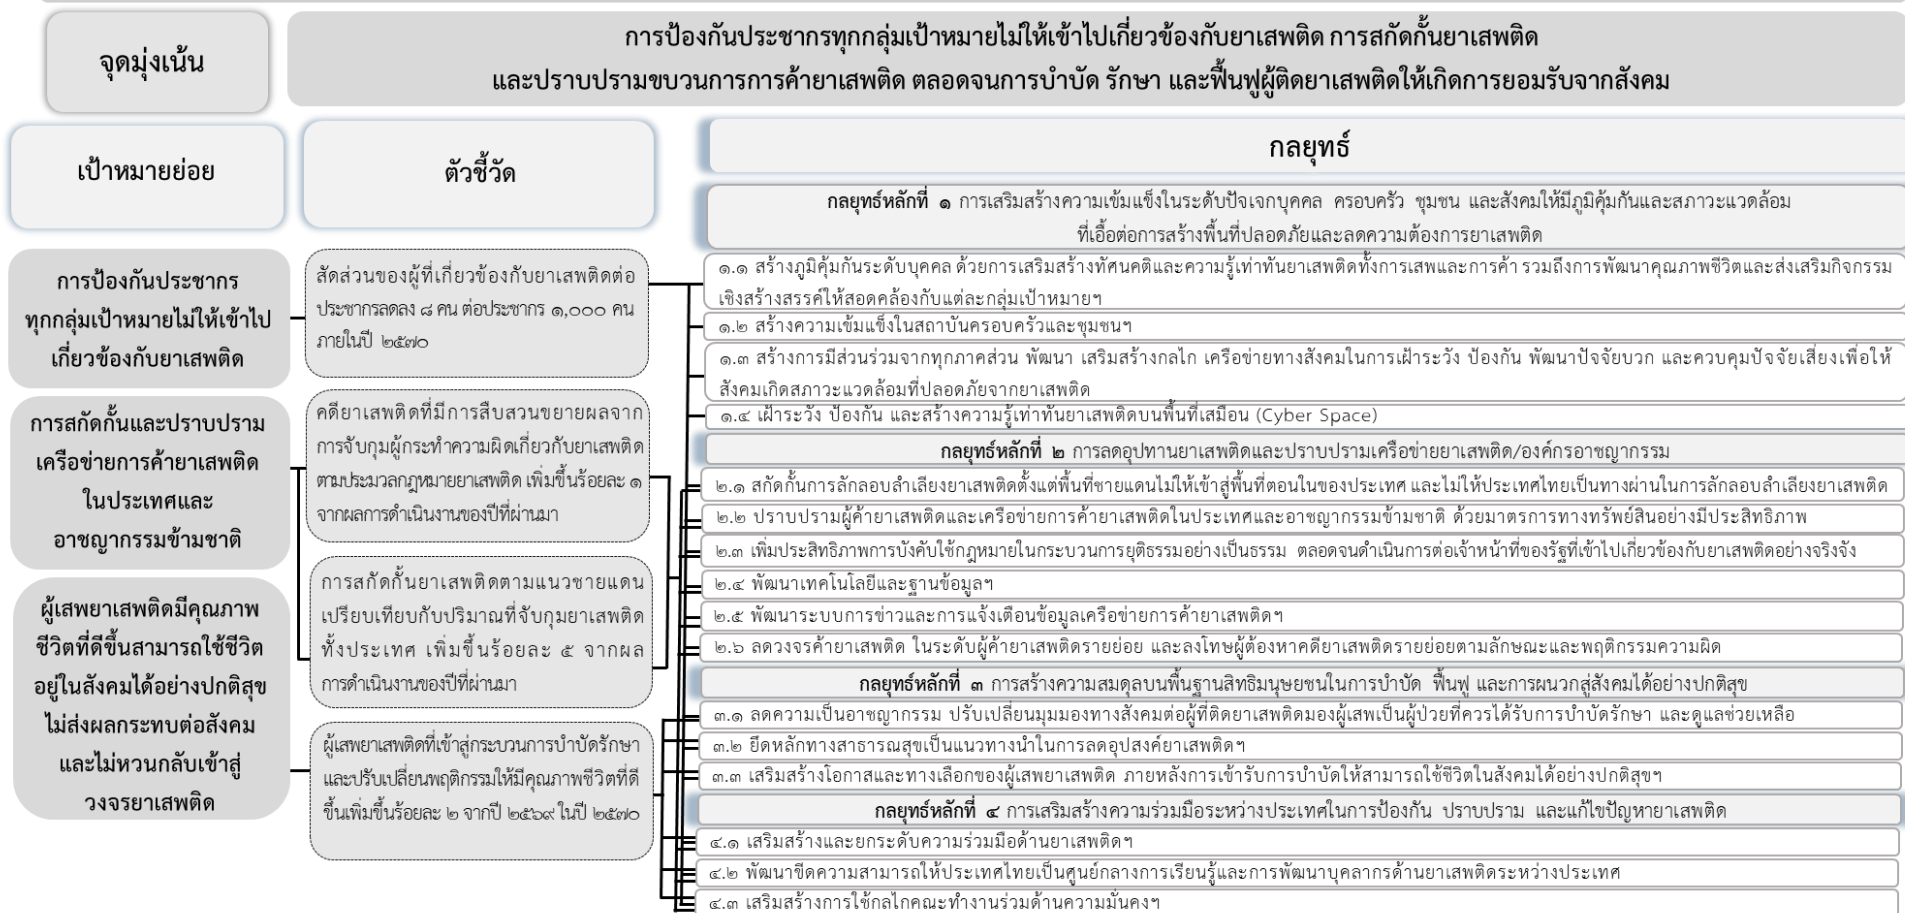 จุดมุ่งเน้น
การป้องกันประชากรทุกกลุ่มเป้าหมายไม่ให้เข้าไปเกี่ยวข้องกับยาเสพติด การสกัดกั้นยาเสพติด
และปราบปรามขบวนการการค้ายาเสพติด ตลอดจนการบำบัด รักษา และฟื้นฟูผู้ติดยาเสพติดให้เกิดการยอมรับจากสังคม
เป้าหมายย่อย
ตัวชี้วัด
กลยุทธ์
การป้องกันประชากร
ทุกกลุ่มเป้าหมายไม่ให้เข้าไป
เกี่ยวข้องกับยาเสพติด
การสกัดกั้นและปราบปราม
เครือข่ายการค้ายาเสพติด
ในประเทศและ
อาชญากรรมข้ามชาติ
ผู้เสพยาเสพติดมีคุณภาพ
ชีวิตที่ดีขึ้นสามารถใช้ชีวิต
อยู่ในสังคมได้อย่างปกติสุข
ไม่ส่งผลกระทบต่อสังคม
และไม่หวนกลับเข้าสู่
วงจรยาเสพติด
สัดส่วนของผู้ที่เกี่ยวข้องกับยาเสพติดต่อ
ประชากรลดลง ๘ คน ต่อประชากร ๑,๐๐๐ คน
ภายในปี ๒๕๗๐
คดียาเสพติดที่มีการสืบสวนขยายผลจาก
การจับกุมผู้กระทำความผิดเกี่ยวกับยาเสพติด
ตามประมวลกฎหมายยาเสพติด เพิ่มขึ้นร้อยละ ๑
จากผลการดำเนินงานของปีที่ผ่านมา
การสกัดกั้นยาเสพติดตามแนวชายแดน
เปรียบเทียบกับปริมาณที่จับกุมยาเสพติด
ทั้งประเทศ เพิ่มขึ้นร้อยละ ๕ จากผล
การดำเนินงานของปีที่ผ่านมา
ผู้เสพยาเสพติดที่เข้าสู่กระบวนการบำบัดรักษา
และปรับเปลี่ยนพฤติกรรมให้มีคุณภาพชีวิตที่ดี
ขึ้นเพิ่มขึ้นร้อยละ ๒ จากปี ๒๕๖๙ ในปี ๒๕๗๐
กลยุทธ์หลักที่ ๑ การเสริมสร้างความเข้มแข็งในระดับปัจเจกบุคคล ครอบครัว ชุมชน และสังคมให้มีภูมิคุ้มกันและสภาวะแวดล้อม
ที่เอื้อต่อการสร้างพื้นที่ปลอดภัยและลดความต้องการยาเสพติด
๑.๑ สร้างภูมิคุ้มกันระดับบุคคล ด้วยการเสริมสร้างทัศนคติและความรู้เท่าทันยาเสพติดทั้งการเสพและการค้า รวมถึงการพัฒนาคุณภาพชีวิตและส่งเสริมกิจกรรม
เชิงสร้างสรรค์ให้สอดคล้องกับแต่ละกลุ่มเป้าหมายฯ
๑.๒ สร้างความเข้มแข็งในสถาบันครอบครัวและชุมชนฯ
๑.๓ สร้างการมีส่วนร่วมจากทุกภาคส่วน พัฒนา เสริมสร้างกลไก เครือข่ายทางสังคมในการเฝ้าระวัง ป้องกัน พัฒนาปัจจัยบวก และควบคุมปัจจัยเสี่ยงเพื่อให้
สังคมเกิดสภาวะแวดล้อมที่ปลอดภัยจากยาเสพติด
๑.๔ เฝ้าระวัง ป้องกัน และสร้างความรู้เท่าทันยาเสพติดบนพื้นที่เสมือน (Cyber Space)
กลยุทธ์หลักที่ ๒ การลดอุปทานยาเสพติดและปราบปรามเครือข่ายยาเสพติด/องค์กรอาชญากรรม
๒.๑ สกัดกั้นการลักลอบลำเลียงยาเสพติดตั้งแต่พื้นที่ชายแดนไม่ให้เข้าสู่พื้นที่ตอนในของประเทศ และไม่ให้ประเทศไทยเป็นทางผ่านในการลักลอบลำเลียงยาเสพติด
๒.๒ ปราบปรามผู้ค้ายาเสพติดและเครือข่ายการค้ายาเสพติดในประเทศและอาชญากรรมข้ามชาติ ด้วยมาตรการทางทรัพย์สินอย่างมีประสิทธิภาพ
๒.๓ เพิ่มประสิทธิภาพการบังคับใช้กฎหมายในกระบวนการยุติธรรมอย่างเป็นธรรม ตลอดจนดำเนินการต่อเจ้าหน้าที่ของรัฐที่เข้าไปเกี่ยวข้องกับยาเสพติดอย่างจริงจัง
๒.๔ พัฒนาเทคโนโลยีและฐานข้อมูลฯ
๒.๕ พัฒนาระบบการข่าวและการแจ้งเตือนข้อมูลเครือข่ายการค้ายาเสพติดฯ
๒.๖ ลดวงจรค้ายาเสพติด ในระดับผู้ค้ายาเสพติดรายย่อย และลงโทษผู้ต้องหาคดียาเสพติดรายย่อยตามลักษณะและพฤติกรรมความผิด
กลยุทธ์หลักที่ ๓ การสร้างความสมดุลบนพื้นฐานสิทธิมนุษยชนในการบำบัด ฟื้นฟู และการผนวกสู่สังคมได้อย่างปกติสุข
๓.๑ ลดความเป็นอาชญากรรม ปรับเปลี่ยนมุมมองทางสังคมต่อผู้ที่ติดยาเสพติดมองผู้เสพเป็นผู้ป่วยที่ควรได้รับการบำบัดรักษา และดูแลช่วยเหลือ
๓.๒ ยึดหลักทางสาธารณสุขเป็นแนวทางนำในการลดอุปสงค์ยาเสพติดฯ
๓.๓ เสริมสร้างโอกาสและทางเลือกของผู้เสพยาเสพติด ภายหลังการเข้ารับการบำบัดให้สามารถใช้ชีวิตในสังคมได้อย่างปกติสุขฯ
กลยุทธ์หลักที่ ๔ การเสริมสร้างความร่วมมือระหว่างประเทศในการป้องกัน ปราบปราม และแก้ไขปัญหายาเสพติด
๔.๑ เสริมสร้างและยกระดับความร่วมมือด้านยาเสพติดฯ
๔.๒ พัฒนาขีดความสามารถให้ประเทศไทยเป็นศูนย์กลางการเรียนรู้และการพัฒนาบุคลากรด้านยาเสพติดระหว่างประเทศ
๔.๓ เสริมสร้างการใช้กลไกคณะทำงานร่วมด้านความมั่นคงฯ